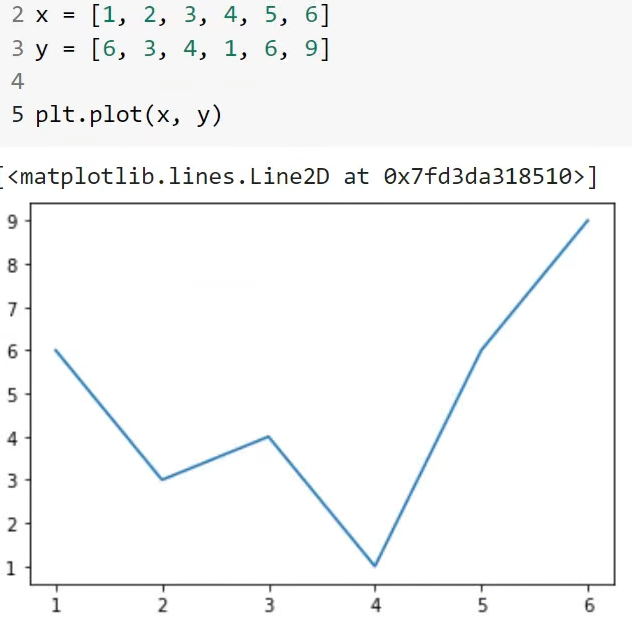 2 x = [1, 2, 3, 4, 5, 6]
3 y = [6, 3, 4, 1, 6, 9]
4
5 plt.plot(x, y)
[<matplotlib.lines.Line2D at 0x7fd3da318510>]
9
8
7
6
5
4
3
2
1
1 2 3 4 5 6